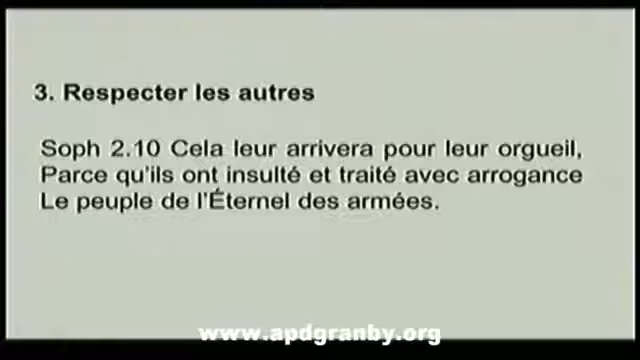 3. Respecter les autres
Soph 2.10 Cela leur arrivera pour leur orgueil,
Parce qu'ils ont insulté et traité avec arrogance
Le peuple de l'Éternel des armées.
www.apdgranby.org